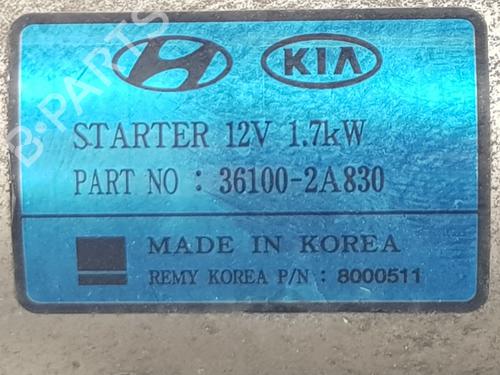 KIA
STARTER 12V 1.7kW
PART NO : 36100-2A830
MADE IN KOREA
REMY KOREA P/N : 8000511
B-PARTS